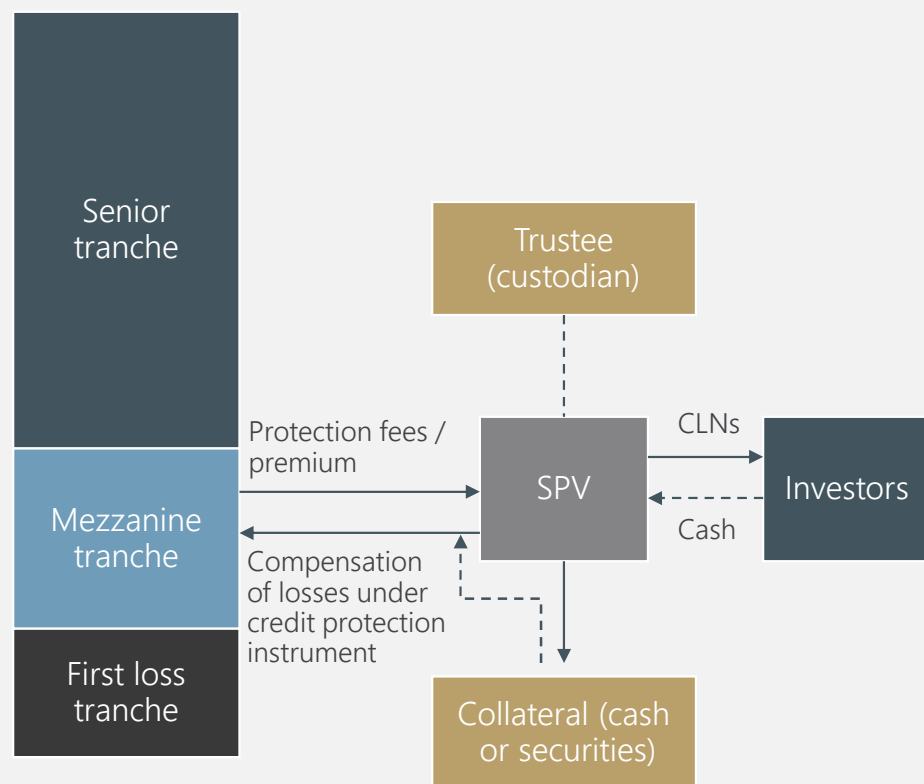 Senior
tranche
Trustee
(custodian)
Protection fees /
premium
CLNs
SPV
Investors
Mezzanine
tranche
Cash
Compensation
of losses under
credit protection
instrument
First loss
tranche
Collateral (cash
or securities)